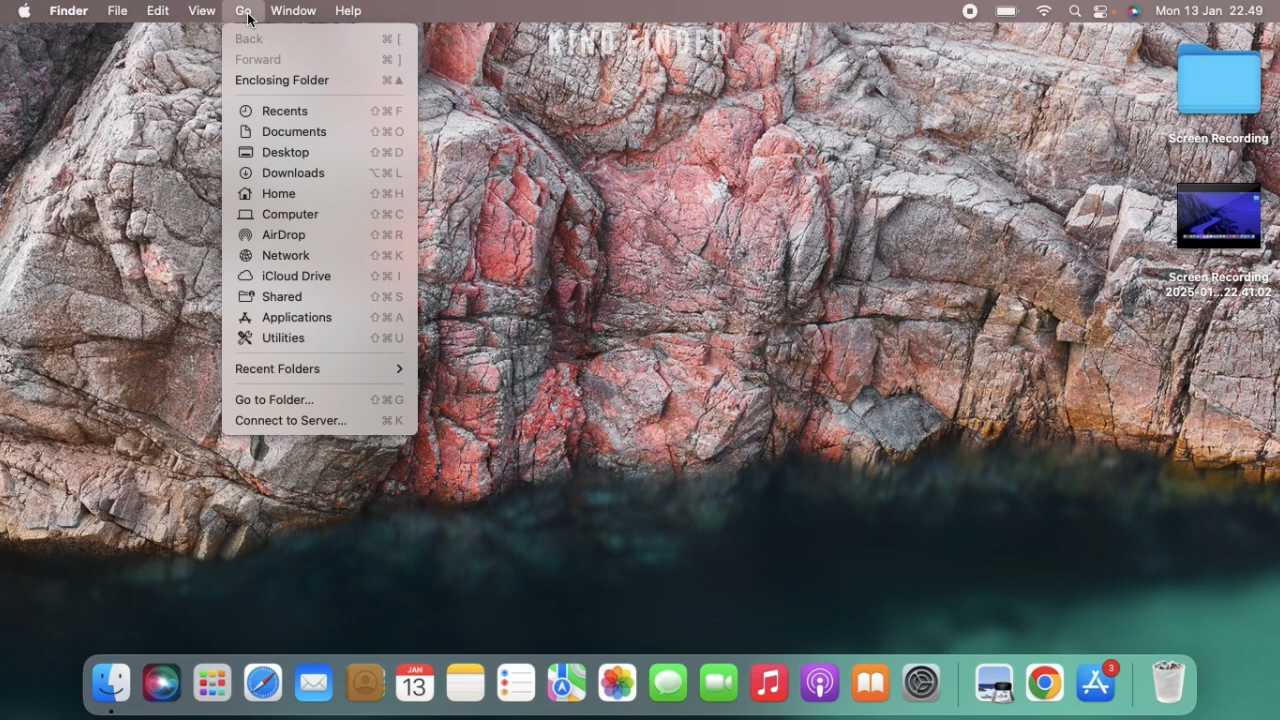 Finder File Edit View Go Window Help Mon 13 Jan 22.49
KIND FINDER
Back ⌘ [
Forward ⌘ ]
Enclosing Folder ⌘▲
Recents ⇧⌘F
Documents ⇧⌘O
Desktop ⇧⌘D
Downloads ⌥⌘L
Home ⇧⌘H
Computer ⇧⌘C
AirDrop ⇧⌘R
Network ⇧⌘K
iCloud Drive ⇧⌘I
Shared ⇧⌘S
Applications ⇧⌘A
Utilities ⇧⌘U
Recent Folders
Go to Folder... ⇧⌘G
Connect to Server... ⌘K
Screen Recording
Screen Recording
2025-01...22.41.02
JAN
13
3